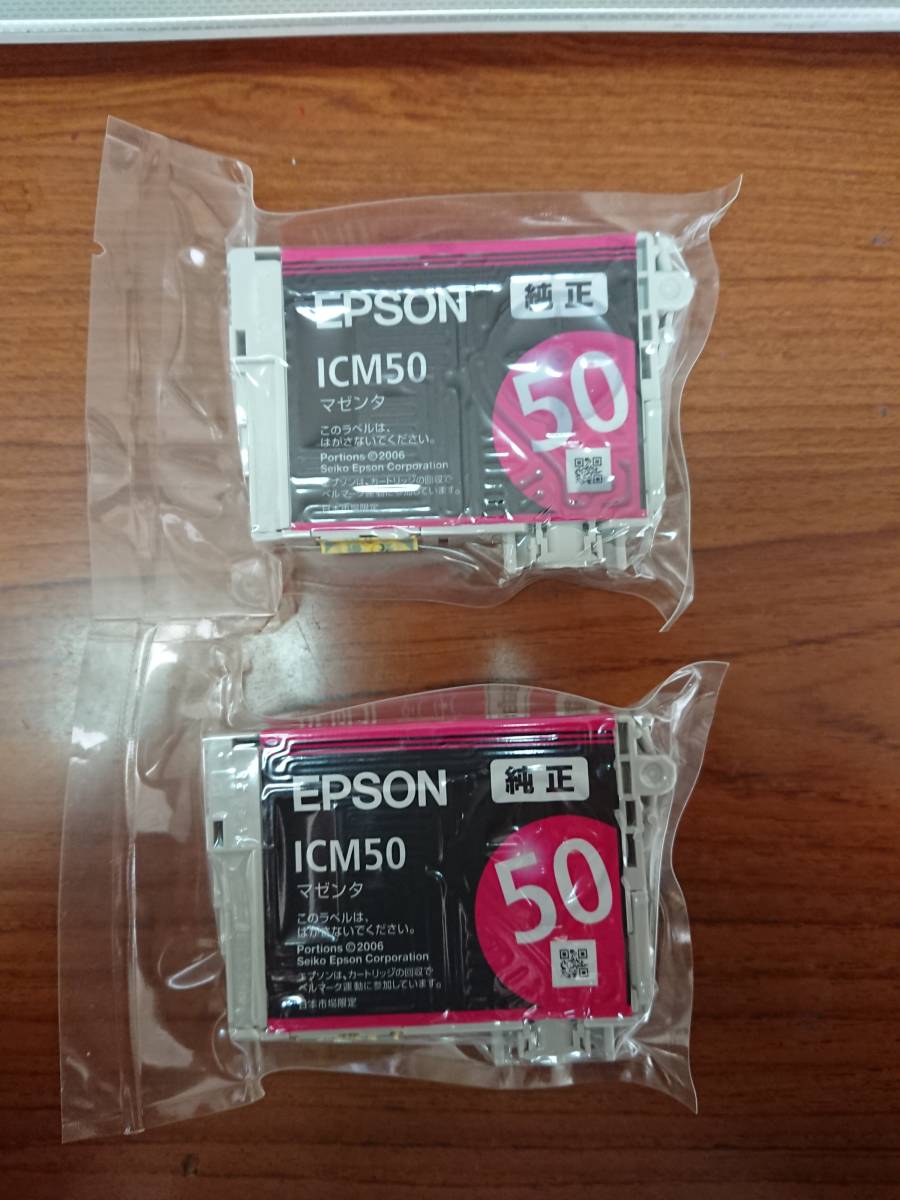 EPSON 純正
ICM50
マゼンタ
50
このラベルは、
はがさないでください。
Portions ©2006
Seiko Epson Corporation
エプソンは、カートリッジの回収で
ベルマーク運動に参加しています。
日本市場限定
EPSON 純正
ICM50
マゼンタ
50
このラベルは、
はがさないでください。
Portions ©2006
Seiko Epson Corporation
エプソンは、カートリッジの回収で
ベルマーク運動に参加しています。
日本市場限定